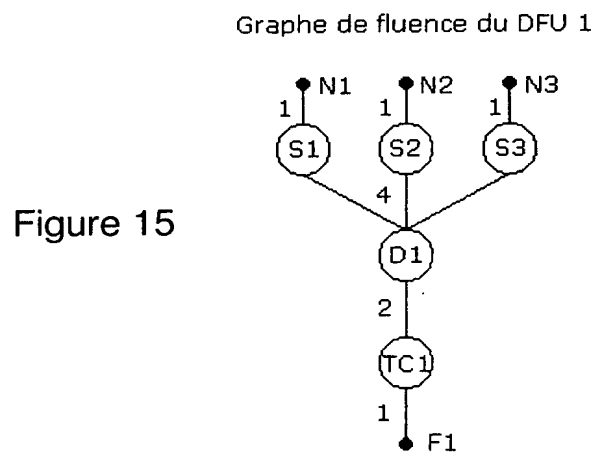 Graphe de fluence du DFU 1
N1 N2 N3
1 1 1
S1 S2 S3
4
Figure 15
D1
2
TC1
1
F1